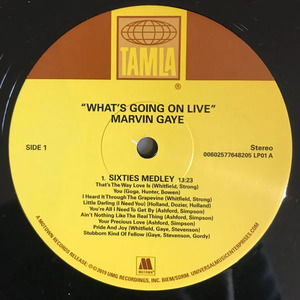 TAMLA
®
"WHAT'S GOING ON LIVE"
MARVIN GAYE
SIDE 1
Stereo
00602577648205 LP01 A
1. SIXTIES MEDLEY 13:23
That's The Way Love Is (Whitfield, Strong)
You (Goga, Hunter, Bowen)
I Heard It Through The Grapevine (Whitfield, Strong)
Little Darling (I Need You) (Holland, Dozier, Holland)
You're All I Need To Get By (Ashford, Simpson)
Ain't Nothing Like The Real Thing (Ashford, Simpson)
Your Precious Love (Ashford, Simpson)
Pride And Joy (Whitfield, Gaye, Stevenson)
Stubborn Kind Of Fellow (Gaye, Stevenson, Gordy)
M
MOTOWN
A MOTOWN RECORDS RELEASE; ℗ © 2019 UMG RECORDINGS, INC. BIEM/SDRM. UNIVERSALMUSICENTERPRISES.COM